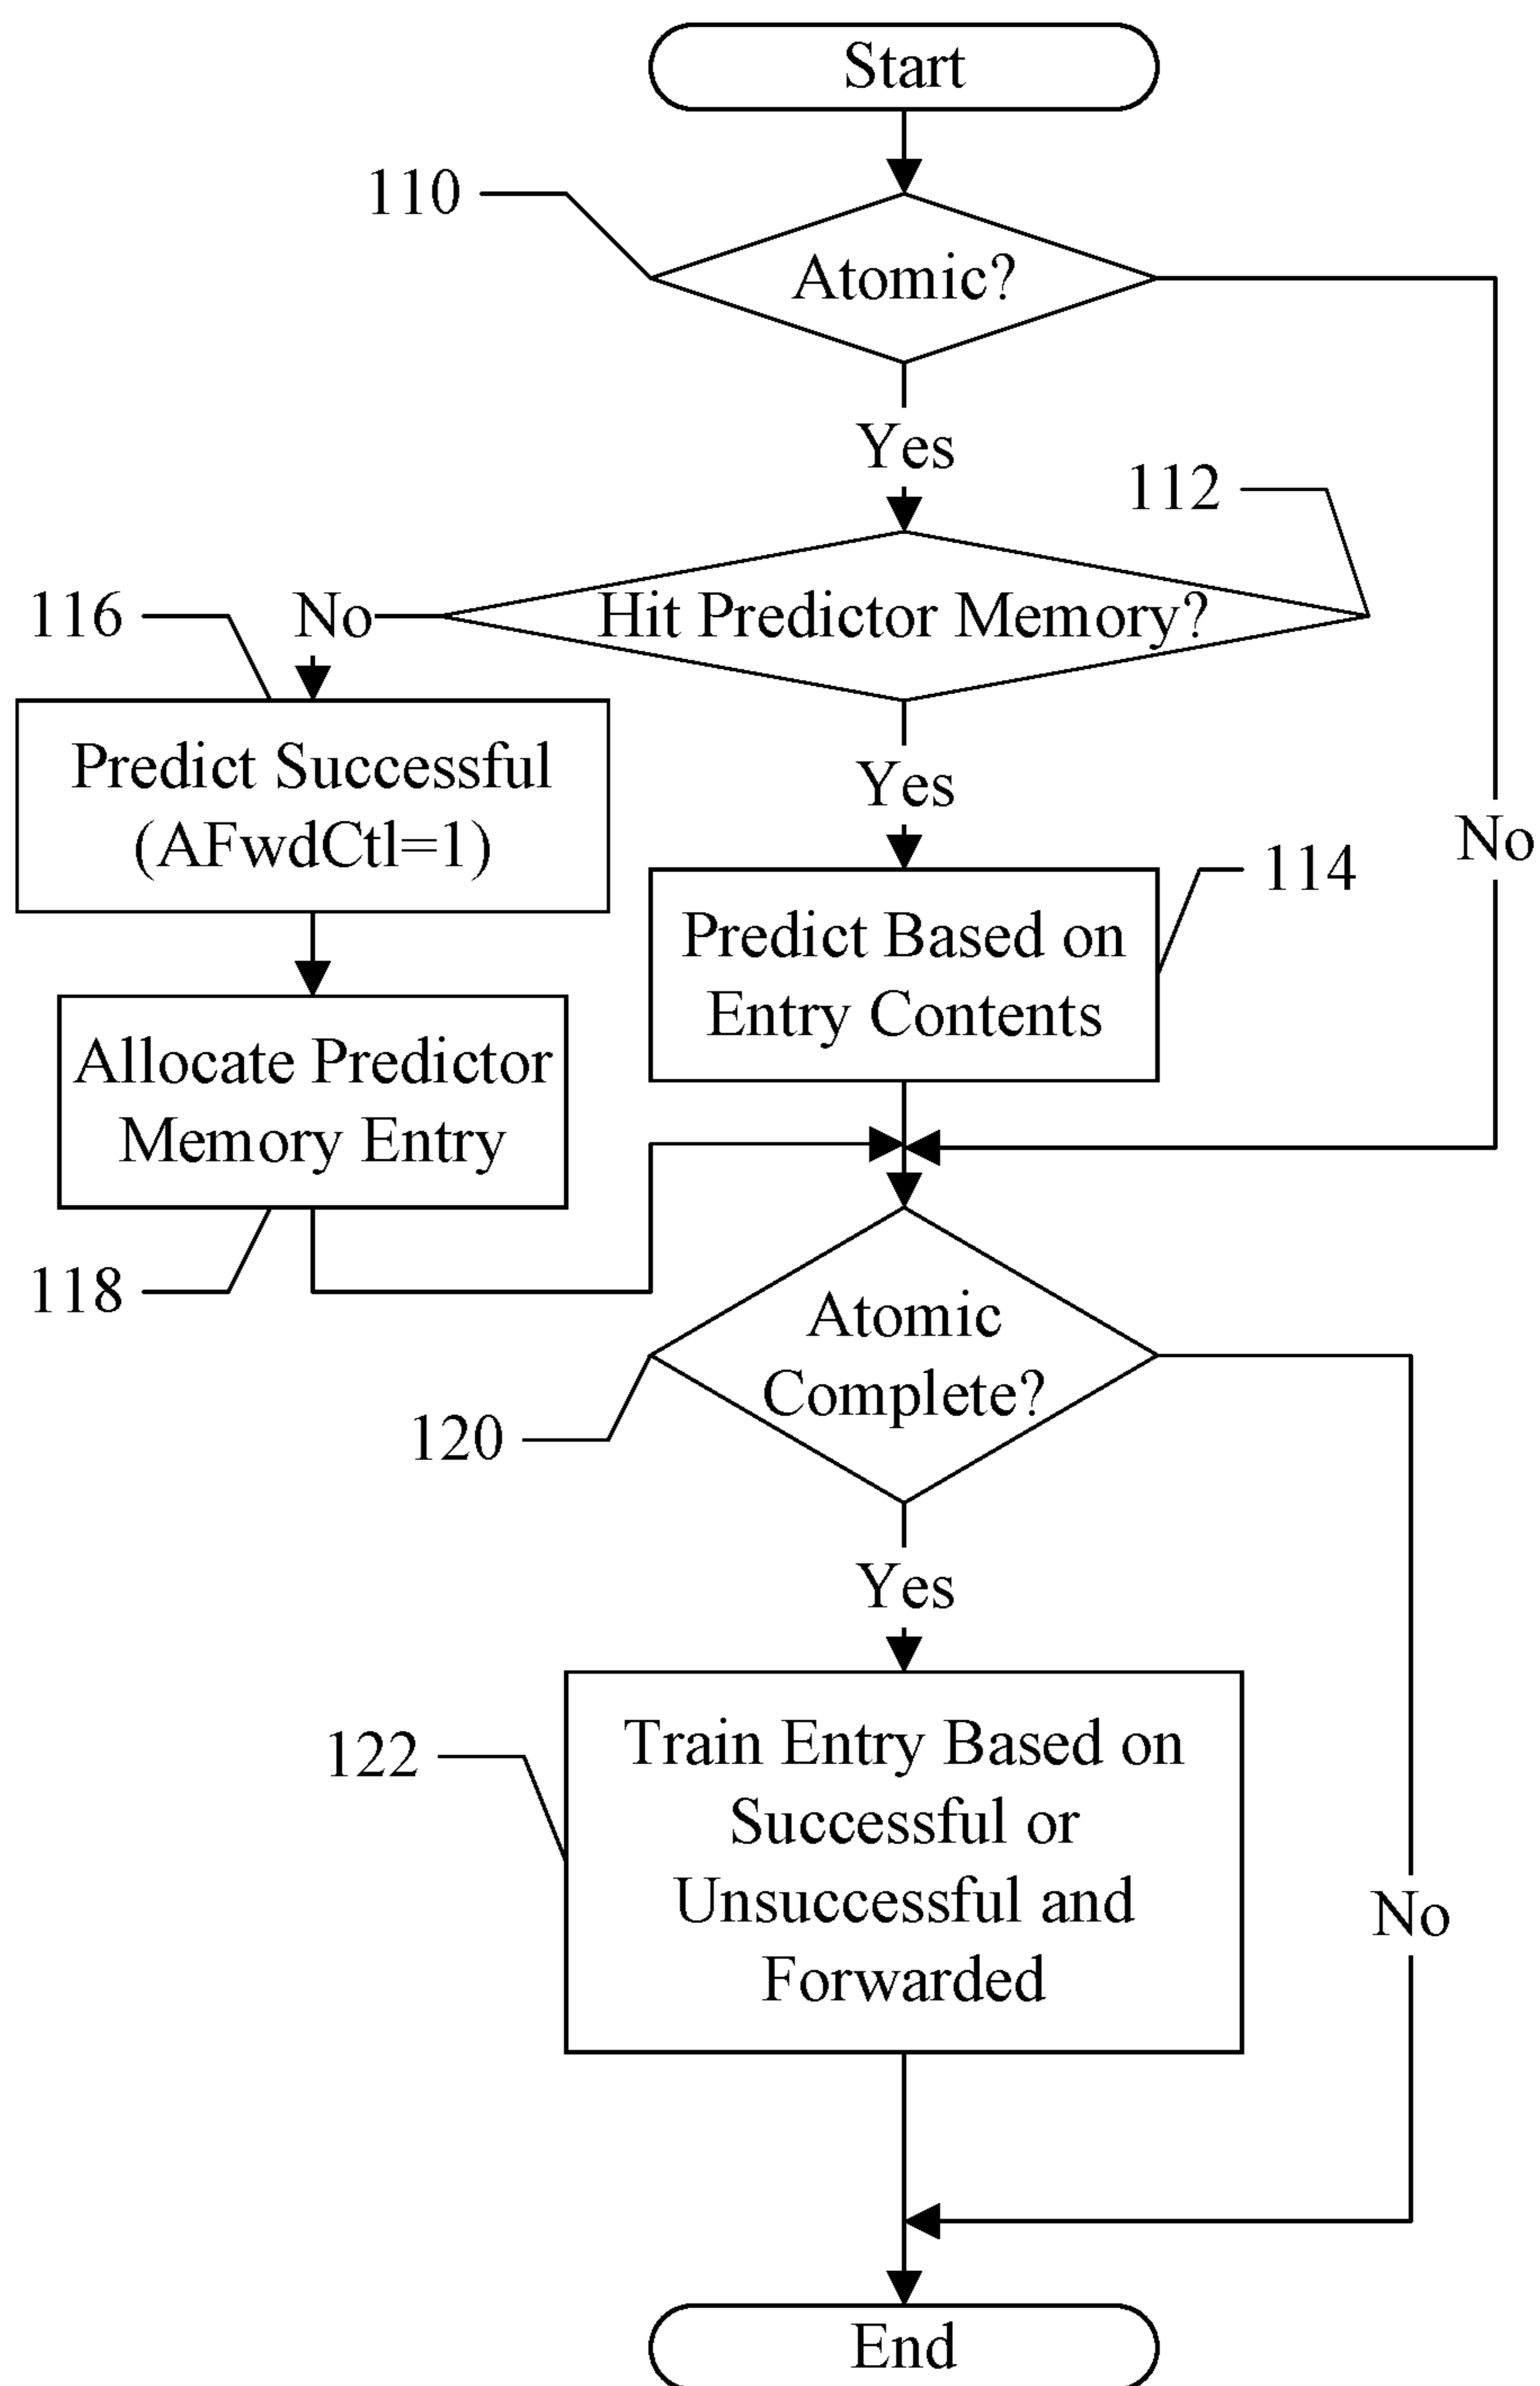 Start
110
Atomic?
Yes
112
116
No
Hit Predictor Memory?
Predict Successful
(AFwdCtl=1)
Yes
No
114
Predict Based on
Entry Contents
Allocate Predictor
Memory Entry
118
Atomic
Complete?
120
Yes
122
Train Entry Based on
Successful or
Unsuccessful and
Forwarded
No
End